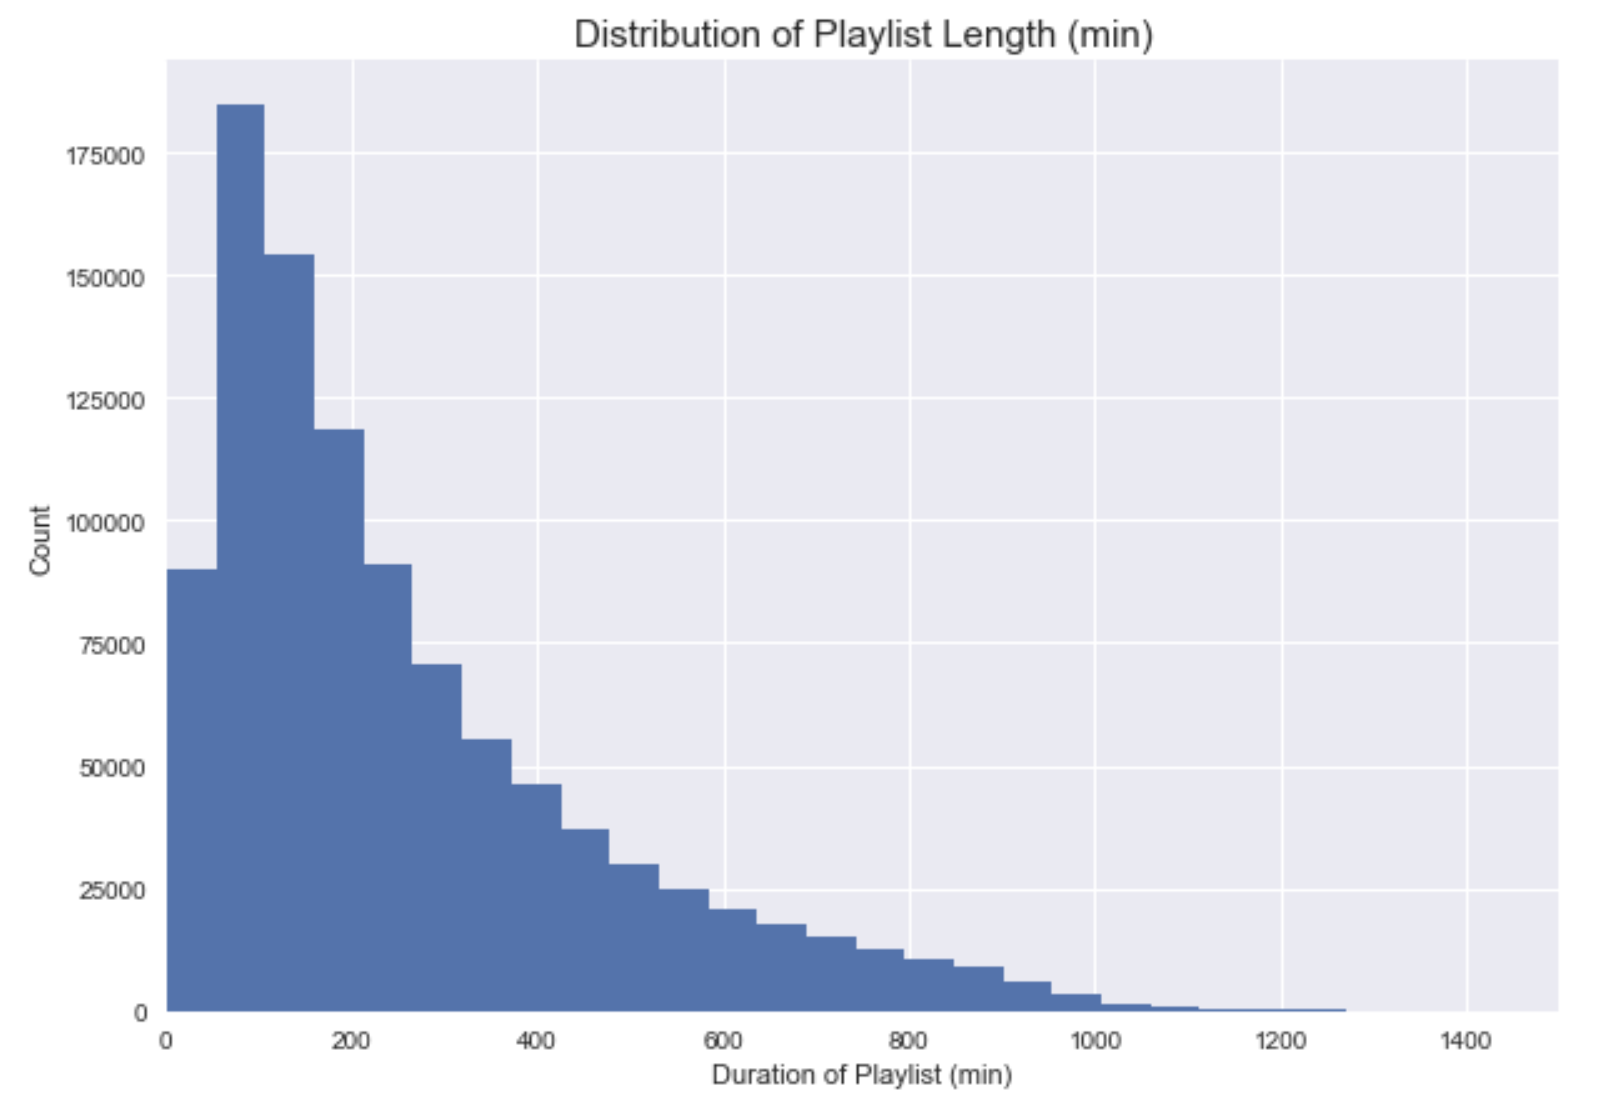 Distribution of Playlist Length (min)
175000
150000
125000
100000
75000
50000
25000
0
Count
0 200 400 600 800 1000 1200 1400
Duration of Playlist (min)